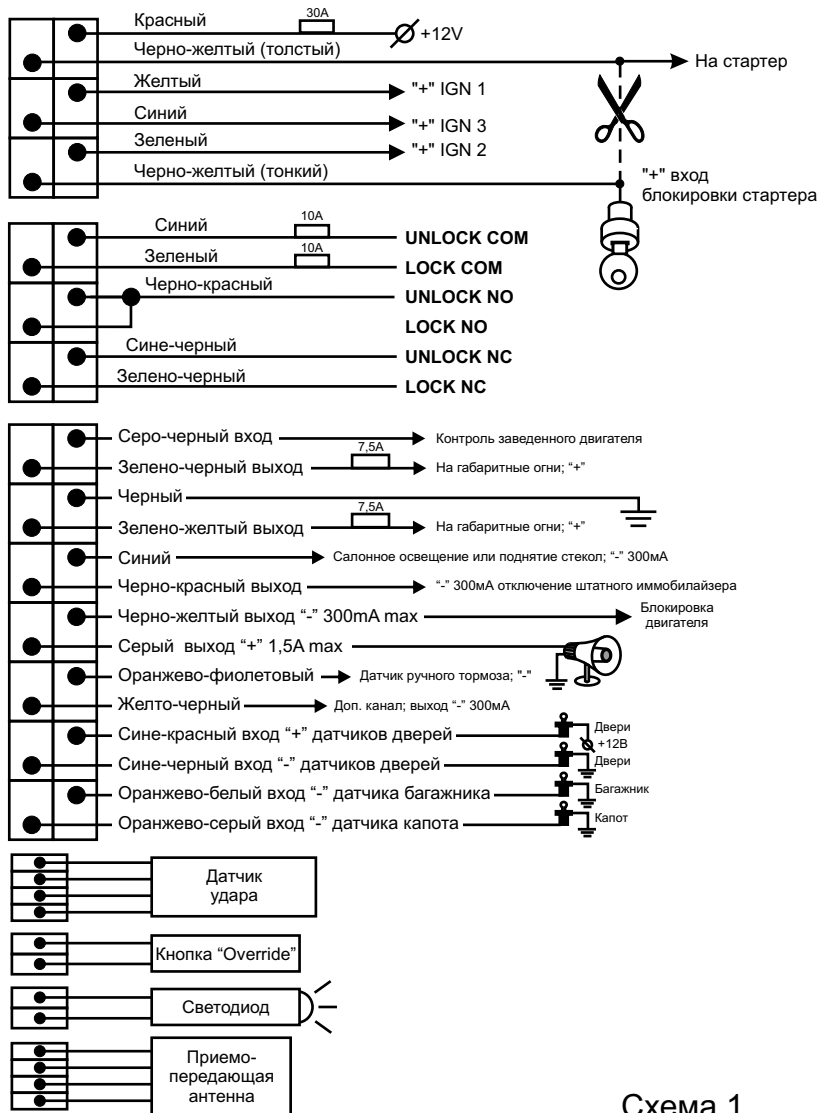 Красный
30А
+12V
Черно-желтый (толстый)
На стартер
Желтый
"+" IGN 1
Синий
"+" IGN 3
Зеленый
"+" IGN 2
Черно-желтый (тонкий)
"+" вход
блокировки стартера
Синий
10А
UNLOCK COM
Зеленый
10А
LOCK COM
Черно-красный
UNLOCK NO
LOCK NO
Сине-черный
UNLOCK NC
Зелено-черный
LOCK NC
Серо-черный вход
Контроль заведенного двигателя
Зелено-черный выход
7,5А
На габаритные огни; “+”
Черный
Зелено-желтый выход
7,5А
На габаритные огни; “+”
Синий
Салонное освещение или поднятие стекол; “-” 300мА
Черно-красный выход
“-” 300мА отключение штатного иммобилайзера
Черно-желтый выход “-” 300mA max
Блокировка
двигателя
Серый выход “+” 1,5A max
Оранжево-фиолетовый
Датчик ручного тормоза; "-"
Желто-черный
Доп. канал; выход “-” 300мА
Сине-красный вход “+” датчиков дверей
Двери
+12В
Сине-черный вход "-" датчиков дверей
Двери
Оранжево-белый вход "-" датчика багажника
Багажник
Оранжево-серый вход "-" датчика капота
Капот
Датчик
удара
Кнопка “Override”
Светодиод
Приемо-
передающая
антенна
Схема 1